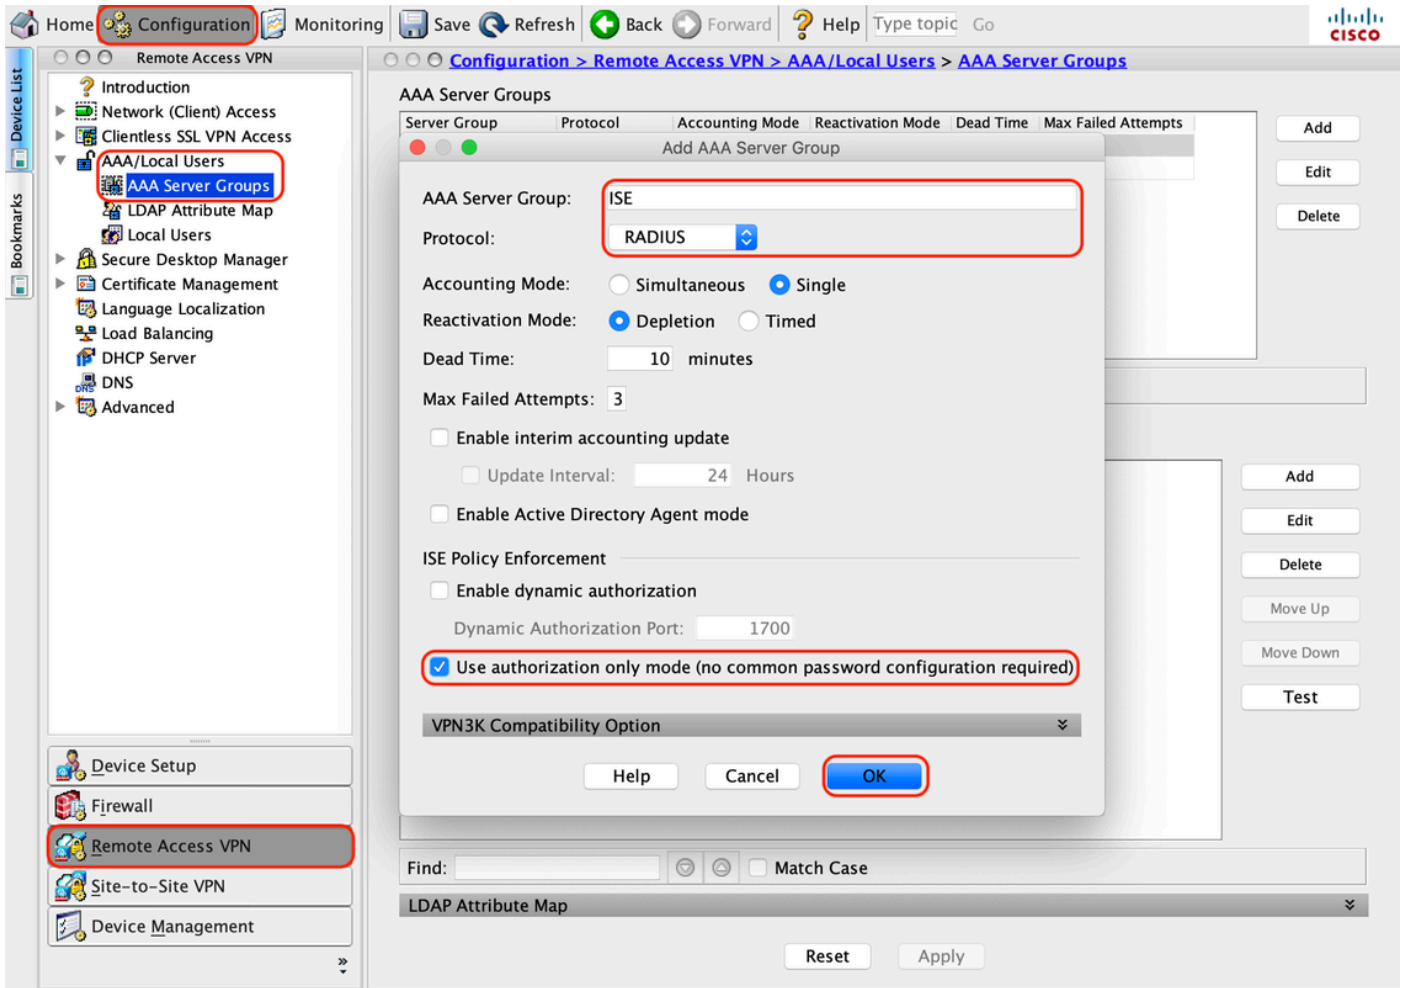 Home Configuration Monitoring Save Refresh Back Forward Help Type topic Go
CISCO
Device List
Bookmarks
Remote Access VPN
Introduction
Network (Client) Access
Clientless SSL VPN Access
AAA/Local Users
AAA Server Groups
LDAP Attribute Map
Local Users
Secure Desktop Manager
Certificate Management
Language Localization
Load Balancing
DHCP Server
DNS
DNS
Advanced
Device Setup
Firewall
Remote Access VPN
Site-to-Site VPN
Device Management
Configuration > Remote Access VPN > AAA/Local Users > AAA Server Groups
AAA Server Groups
Server Group Protocol Accounting Mode Reactivation Mode Dead Time Max Failed Attempts
Add
Edit
Delete
Add AAA Server Group
AAA Server Group: ISE
Protocol: RADIUS
Accounting Mode: Simultaneous Single
Reactivation Mode: Depletion Timed
Dead Time: 10 minutes
Max Failed Attempts: 3
Enable interim accounting update
Update Interval: 24 Hours
Enable Active Directory Agent mode
ISE Policy Enforcement
Enable dynamic authorization
Dynamic Authorization Port: 1700
Use authorization only mode (no common password configuration required)
VPN3K Compatibility Option
Help Cancel OK
Add
Edit
Delete
Move Up
Move Down
Test
Find: Match Case
LDAP Attribute Map
Reset Apply